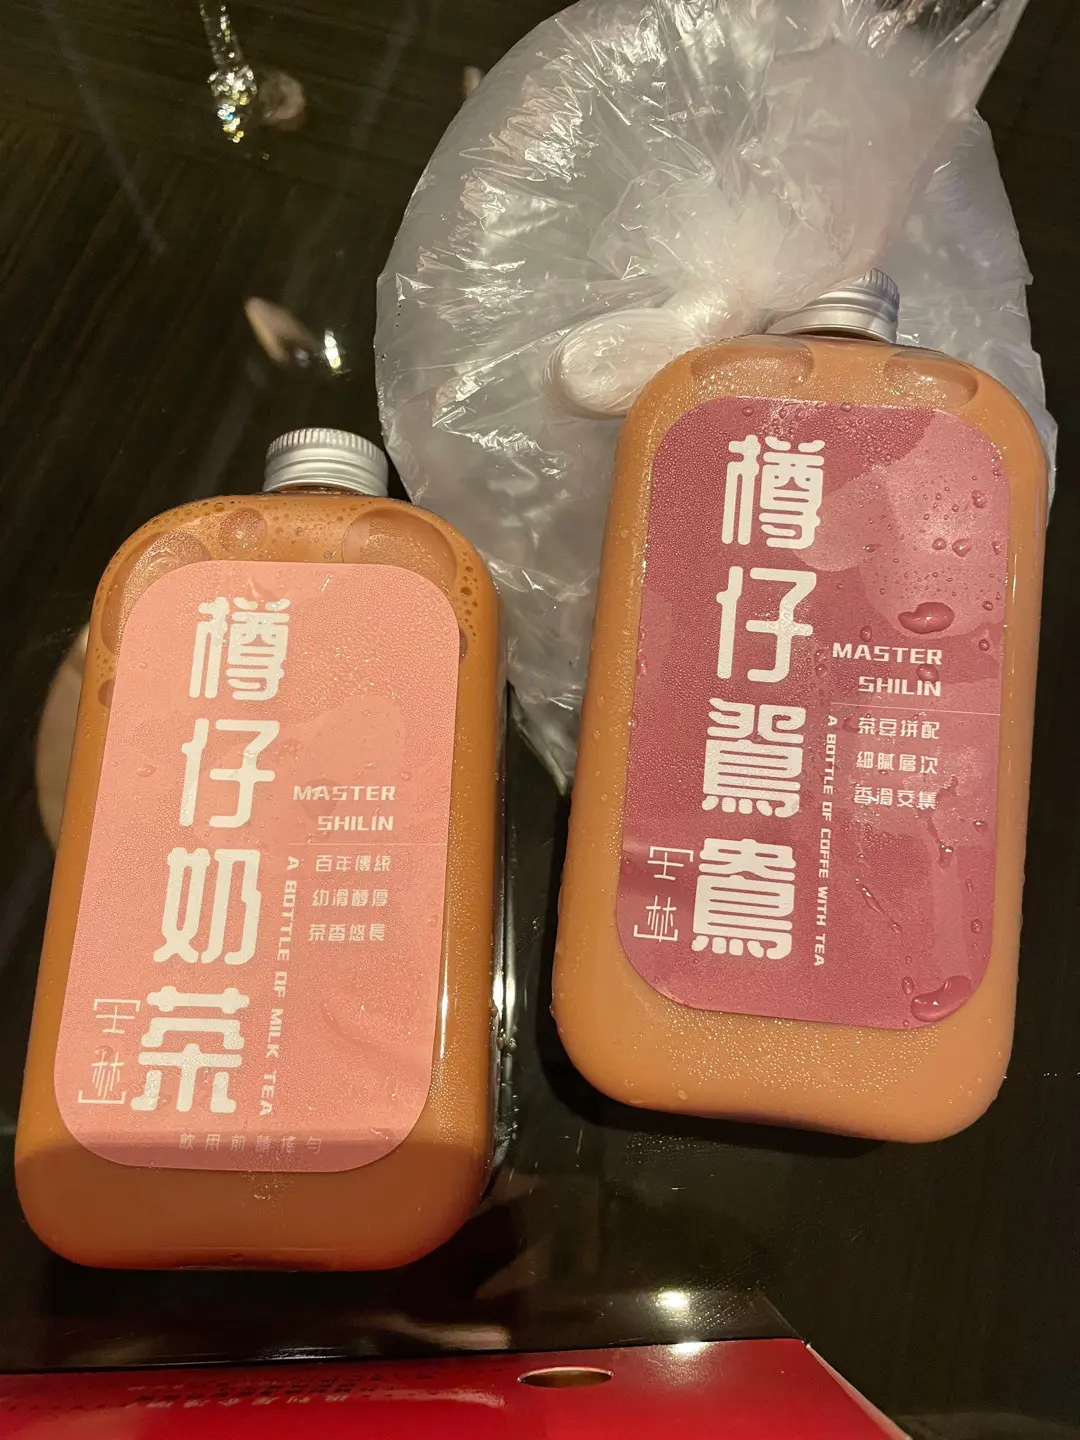 樽仔奶茶
MASTER
SHILIN
百年傳統
幼滑醇厚
茶香悠長
A BOTTLE OF MILK TEA
[士林]
飲用前請搖勻
樽仔鴛鴦
MASTER
SHILIN
茶豆拼配
細膩層次
香滑交集
A BOTTLE OF COFFE WITH TEA
[士林]